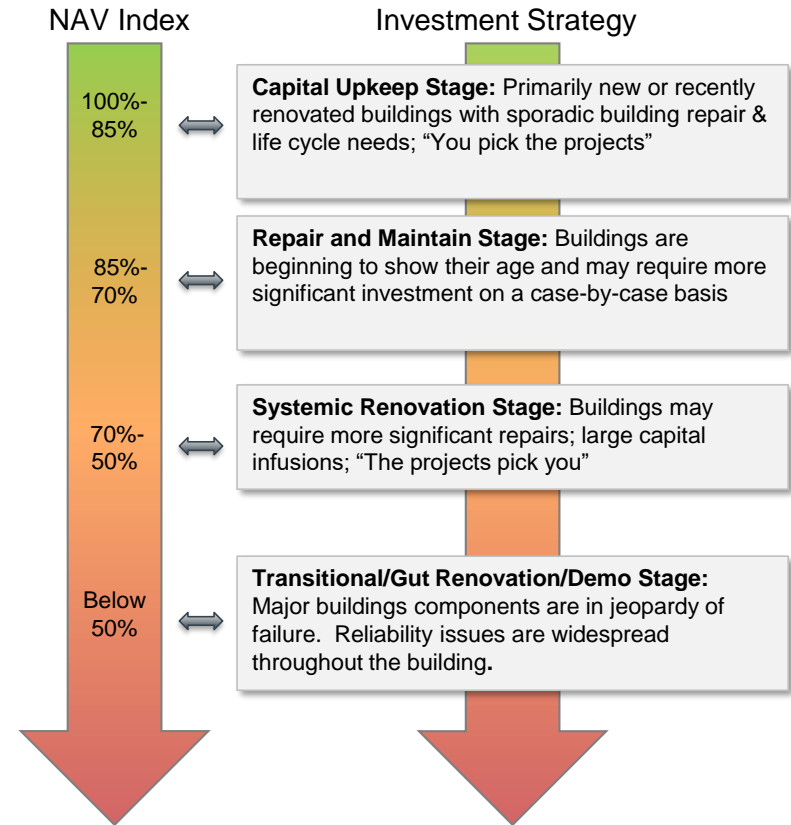 NAV Index
Investment Strategy
100%-
85%
Capital Upkeep Stage: Primarily new or recently
renovated buildings with sporadic building repair &
life cycle needs; “You pick the projects”
85%-
70%
Repair and Maintain Stage: Buildings are
beginning to show their age and may require more
significant investment on a case-by-case basis
70%-
50%
Systemic Renovation Stage: Buildings may
require more significant repairs; large capital
infusions; “The projects pick you”
Below
50%
Transitional/Gut Renovation/Demo Stage:
Major buildings components are in jeopardy of
failure.  Reliability issues are widespread
throughout the building.